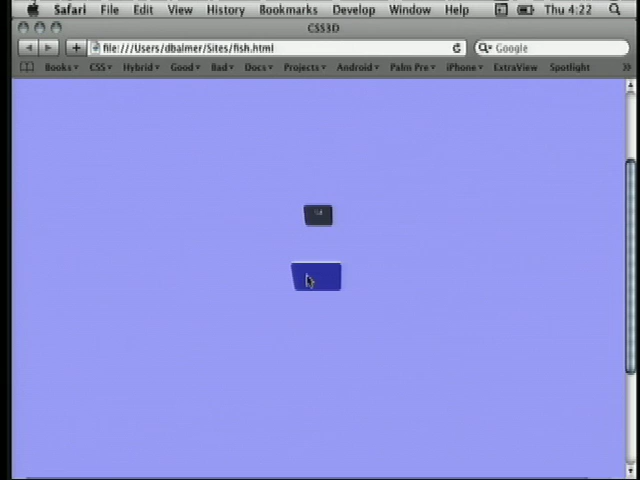 Safari File Edit View History Bookmarks Develop Window Help Thu 4:22
CSS3D
file:///Users/dbalmer/Sites/fish.html Google
Books CSS Hybrid Good Bad Docs Projects Android Palm Pre iPhone ExtraView Spotlight